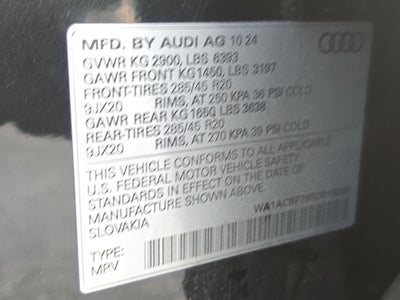 MFD. BY AUDI AG 10 24
GVWR KG 2900, LBS 6393
GAWR FRONT KG1450, LBS 3197
FRONT-TIRES 285/45 R20
9JX20 RIMS, AT 250 KPA 36 PSI COLD
GAWR REAR KG 1650, LBS 3638
REAR-TIRES 285/45 R20
9JX20 RIMS, AT 270 KPA 39 PSI COLD
THIS VEHICLE CONFORMS TO ALL APPLICABLE
U.S. FEDERAL MOTOR VEHICLE SAFETY
STANDARDS IN EFFECT ON THE DATE OF
MANUFACTURE SHOWN ABOVE
SLOVAKIA
TYPE:
MPV